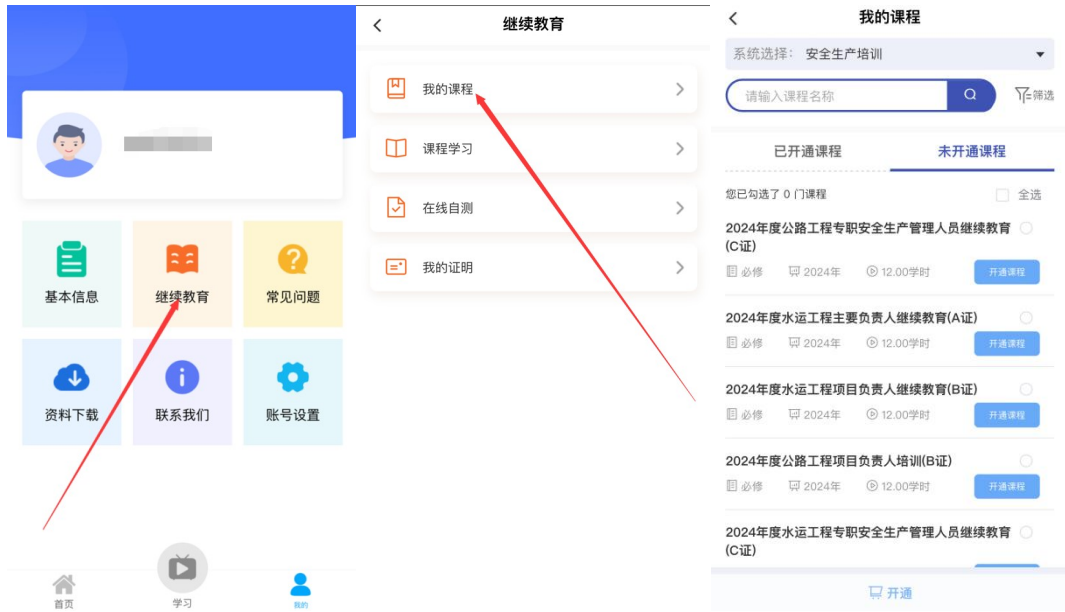 基本信息
继续教育
常见问题
资料下载
联系我们
账号设置
首页
学习
我的
继续教育
我的课程
课程学习
在线自测
我的证明
我的课程
系统选择： 安全生产培训
请输入课程名称
筛选
已开通课程
未开通课程
您已勾选了 0 门课程
全选
2024年度公路工程专职安全生产管理人员继续教育
(C证)
必修 2024年 12.00学时 开通课程
2024年度水运工程主要负责人继续教育(A证)
必修 2024年 12.00学时 开通课程
2024年度水运工程项目负责人继续教育(B证)
必修 2024年 12.00学时 开通课程
2024年度公路工程项目负责人培训(B证)
必修 2024年 12.00学时 开通课程
2024年度水运工程专职安全生产管理人员继续教育
(C证)
开通